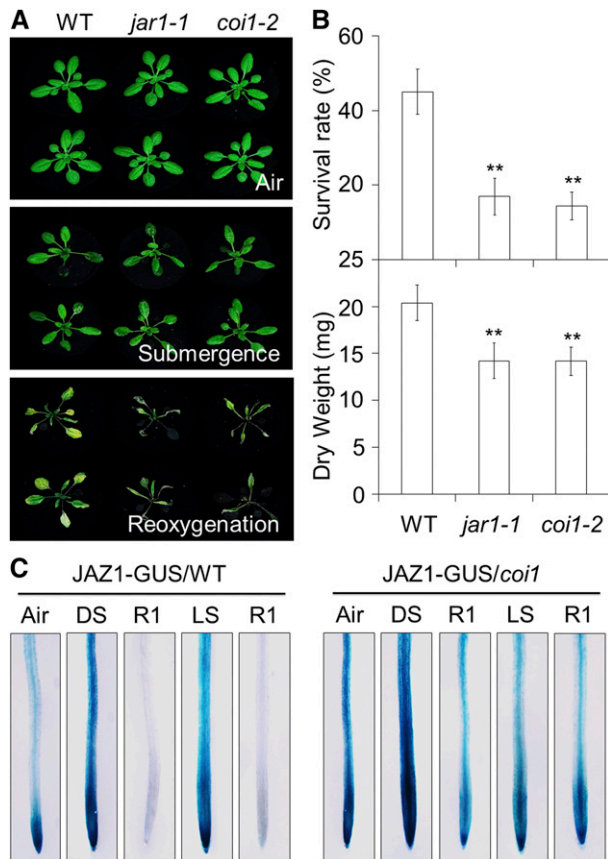 A
WT jar1-1 coi1-2
Air
Submergence
Reoxygenation
B
Survival rate (%)
60
40
20
25
Dry Weight (mg)
20
15
10
5
0
WT jar1-1 coi1-2
** **
** **
C
JAZ1-GUS/WT JAZ1-GUS/coi1
Air DS R1 LS R1 Air DS R1 LS R1